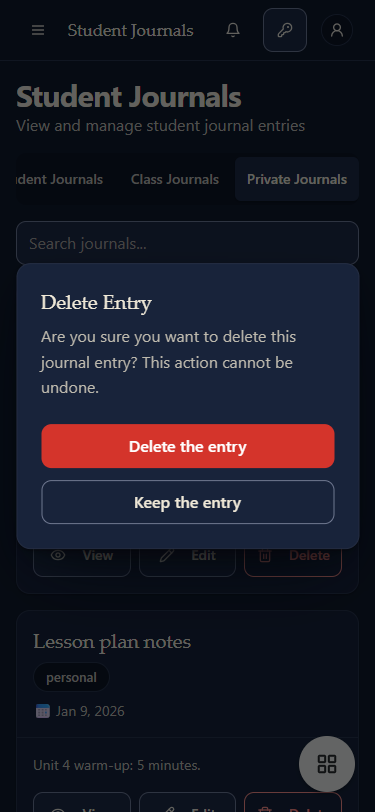 Student Journals
Student Journals
View and manage student journal entries
dent Journals
Class Journals
Private Journals
Search journals...
Delete Entry
Are you sure you want to delete this
journal entry? This action cannot be
undone.
Delete the entry
Keep the entry
View
Edit
Delete
Lesson plan notes
personal
Jan 9, 2026
Unit 4 warm-up: 5 minutes.
View
Edit